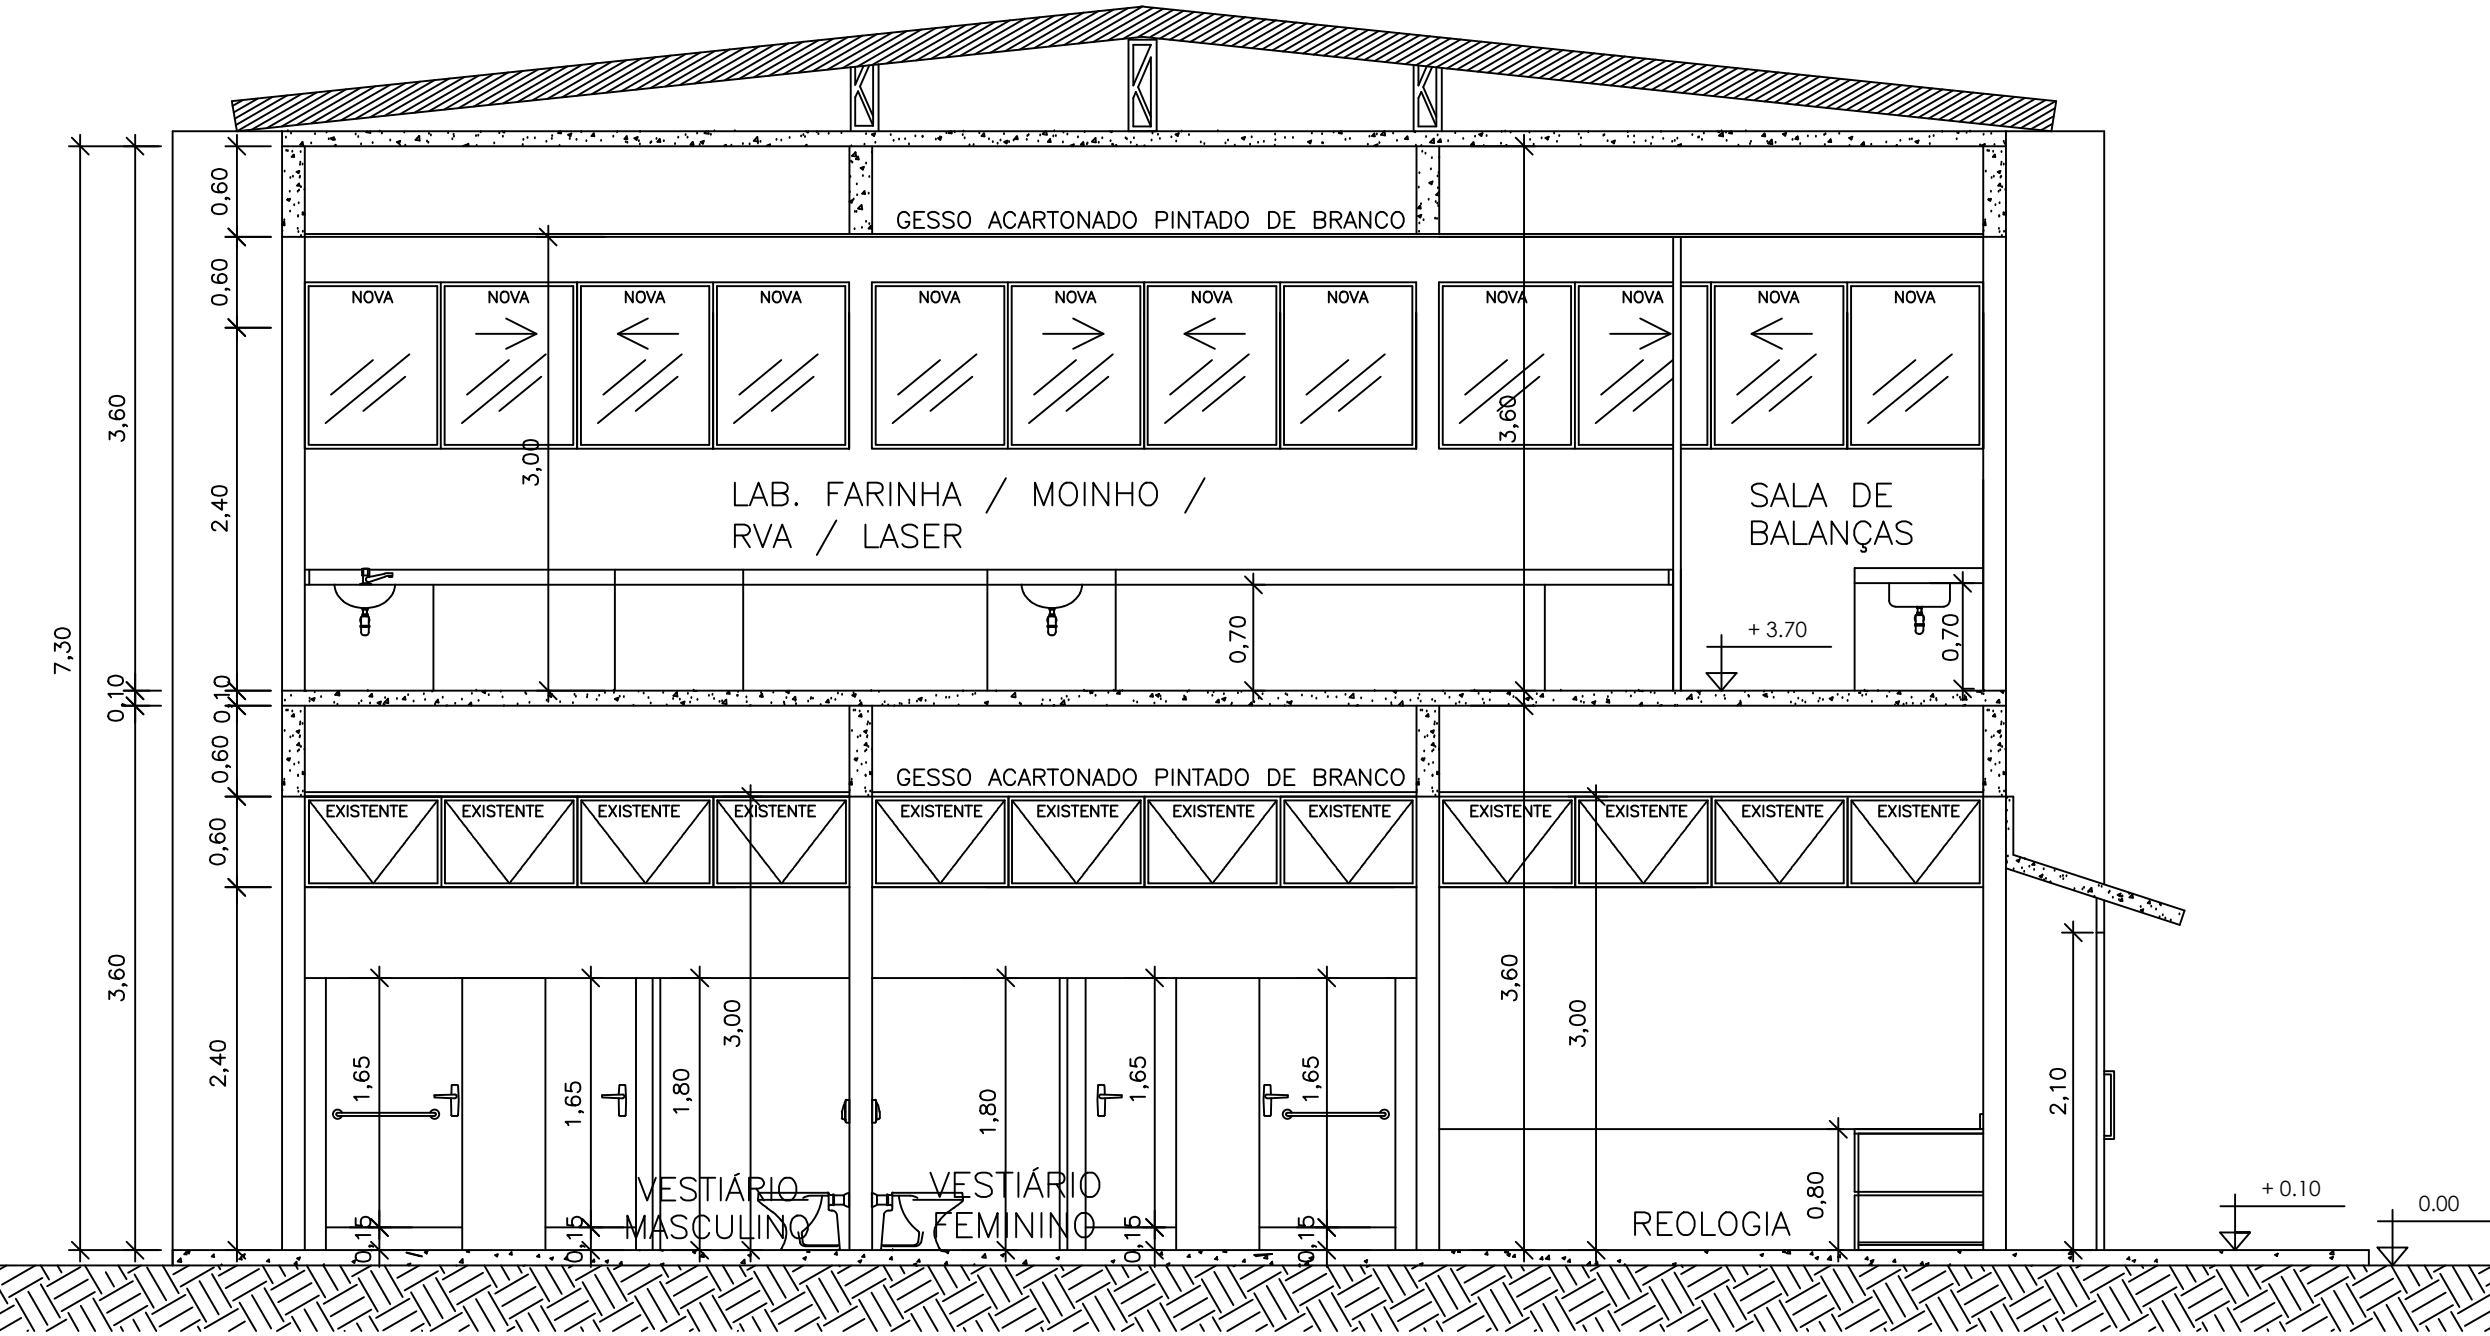 0,60
GESSO ACARTONADO PINTADO DE BRANCO
0,60
NOVA NOVA NOVA NOVA NOVA NOVA NOVA NOVA NOVA NOVA NOVA NOVA
3,60
3,60
3,00
2,40
LAB. FARINHA / MOINHO /
RVA / LASER
SALA DE
BALANÇAS
7,30
0,70
+ 3.70
0,70
0,10
0,10
0,60
GESSO ACARTONADO PINTADO DE BRANCO
EXISTENTE EXISTENTE EXISTENTE EXISTENTE EXISTENTE EXISTENTE EXISTENTE EXISTENTE EXISTENTE EXISTENTE EXISTENTE EXISTENTE
0,60
3,60
3,60
3,00
3,00
2,40
1,65
1,65
1,80
1,80
1,65
1,65
2,10
VESTIÁRIO
MASCULINO
VESTIÁRIO
FEMININO
REOLOGIA
0,80
0,15
0,15
0,15
0,15
+ 0.10
0.00